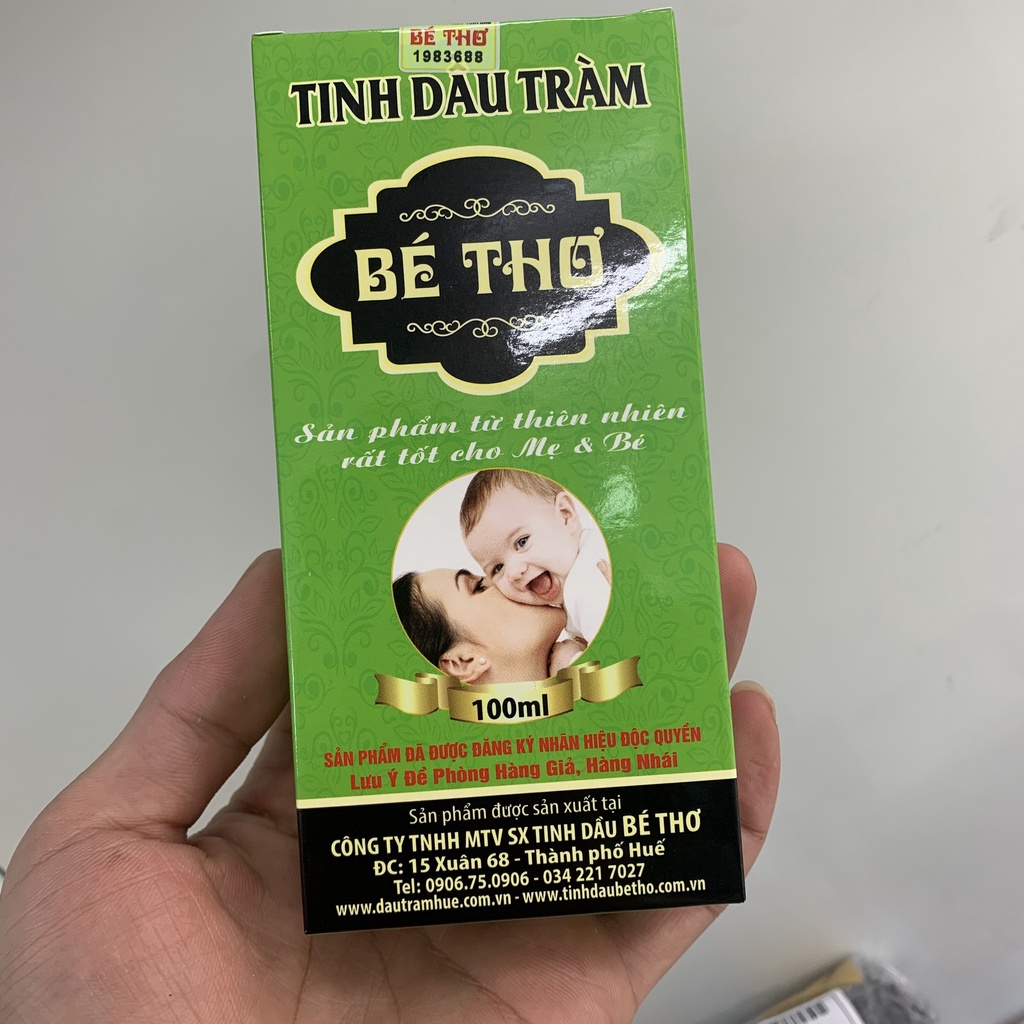 BÉ THƠ
1983688
TINH DẦU TRÀM
BÉ THƠ
Sản phẩm từ thiên nhiên
rất tốt cho Mẹ & Bé
100ml
SẢN PHẨM ĐÃ ĐƯỢC ĐĂNG KÝ NHÃN HIỆU ĐỘC QUYỀN
Lưu Ý Đề Phòng Hàng Giả, Hàng Nhái
Sản phẩm được sản xuất tại
CÔNG TY TNHH MTV SX TINH DẦU BÉ THƠ
ĐC: 15 Xuân 68 - Thành phố Huế
Tel: 0906.75.0906 - 034 221 7027
www.dautramhue.com.vn - www.tinhdaubetho.com.vn